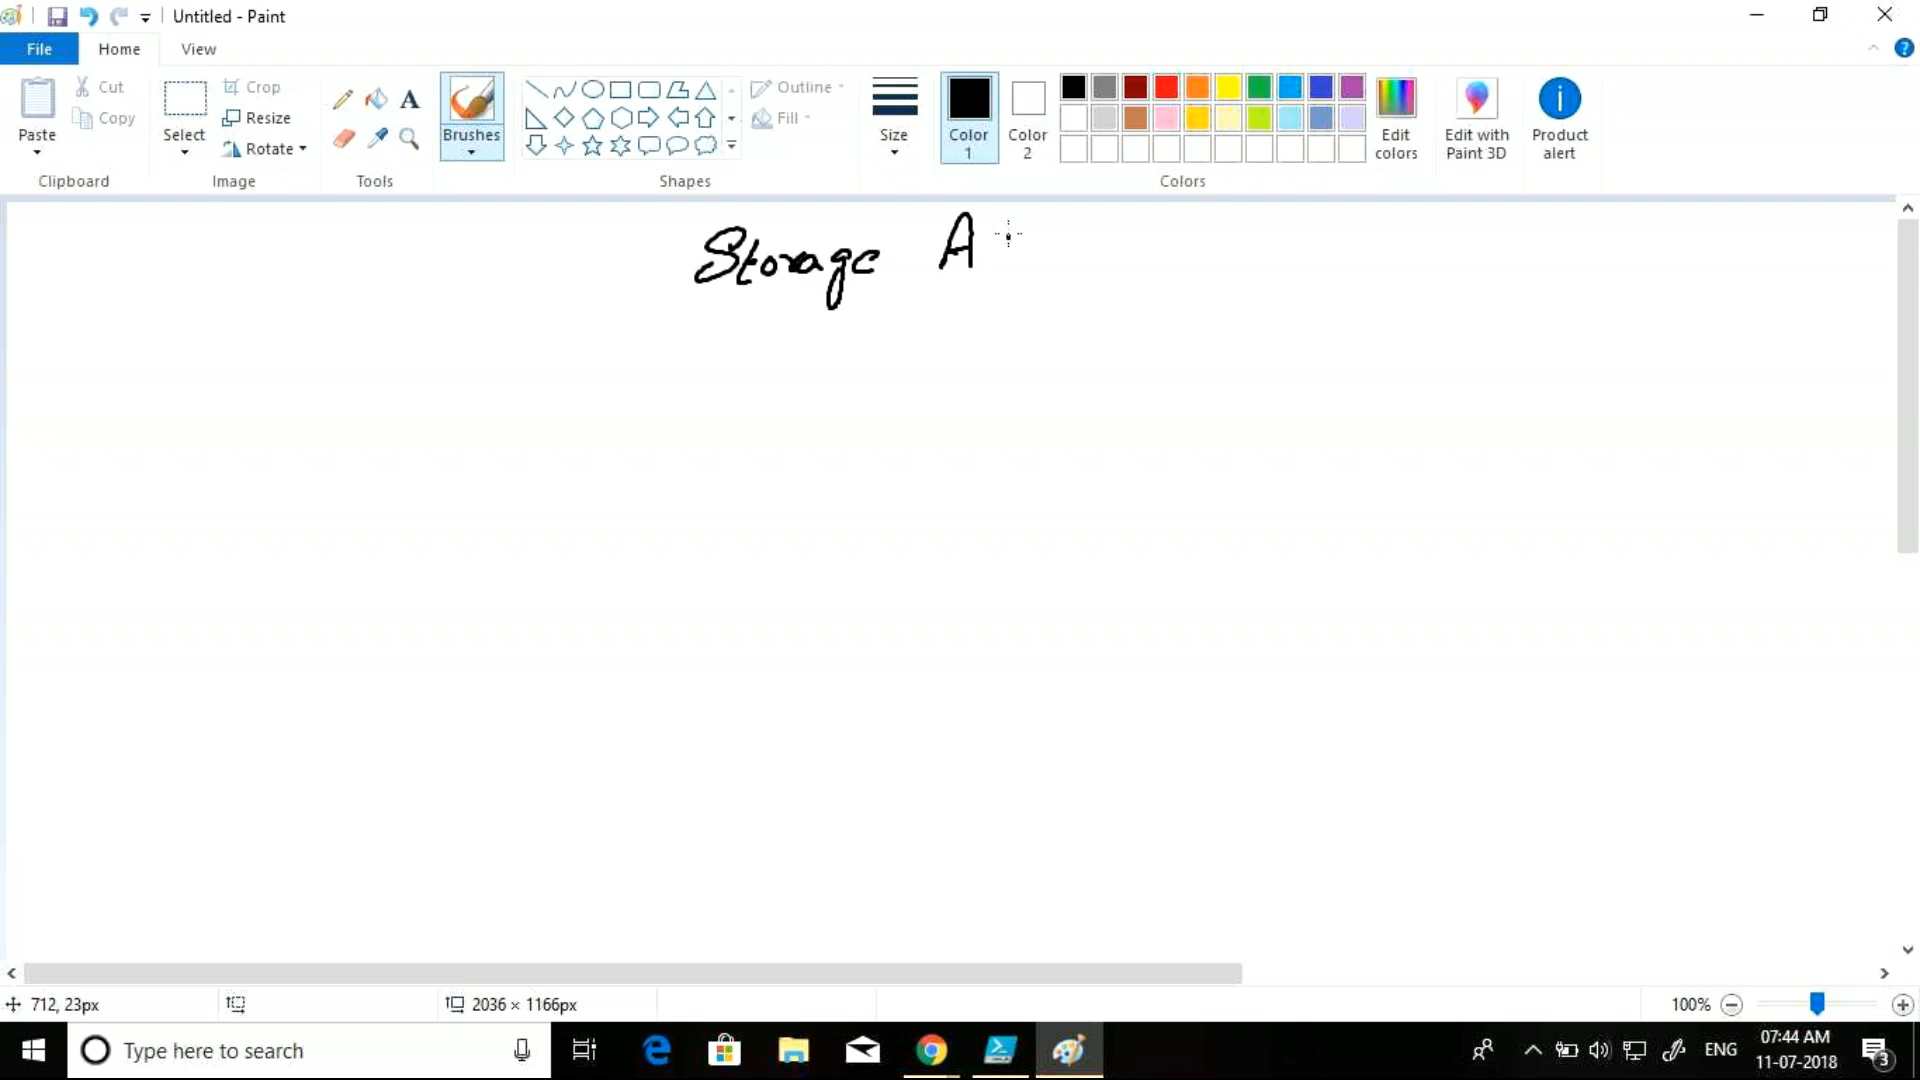 Untitled - Paint
File Home View
Paste Cut Copy Clipboard
Select Crop Resize Rotate Image
Tools
Brushes
Shapes Outline Fill
Size
Color 1 Color 2 Colors
Edit colors
Edit with Paint 3D
Product alert
Storage A
712, 23px
2036 × 1166px
100%
Type here to search
ENG
07:44 AM
11-07-2018
3